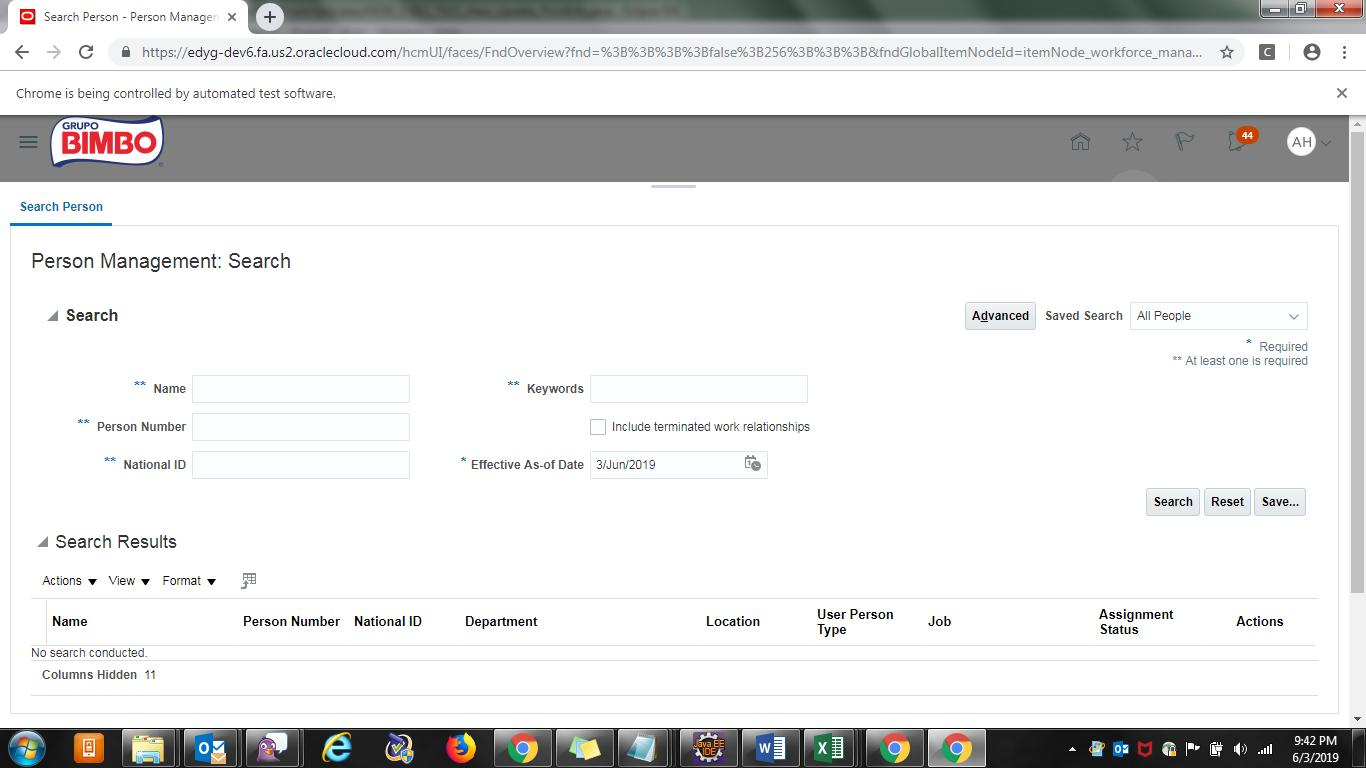 Search Person - Person Manager
https://edyg-dev6.fa.us2.oraclecloud.com/hcmUI/faces/FndOverview?fnd=%3B%3B%3B%3Bfalse%3B256%3B%3B%3B&fndGlobalItemNodeId=itemNode_workforce_mana...
C
Chrome is being controlled by automated test software.
GRUPO
BIMBO
44
AH
Search Person
Person Management: Search
Search
Advanced Saved Search All People
* Required
** At least one is required
** Name
** Keywords
** Person Number
Include terminated work relationships
** National ID
* Effective As-of Date 3/Jun/2019
Search Reset Save...
Search Results
Actions View Format
Name Person Number National ID Department Location User Person Type Job Assignment Status Actions
No search conducted.
Columns Hidden 11
Java EE
IDE
9:42 PM
6/3/2019